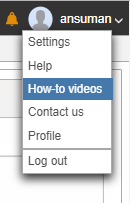 ansuman
Settings
Help
How-to videos
Contact us
Profile
Log out